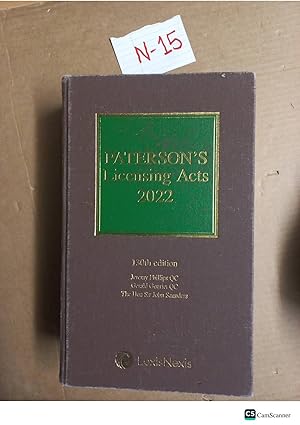 N-15
PATERSON'S
Licensing Acts
2022
130th edition
Jeremy Phillips QC
Gerald Gouriet QC
The Hon Sir John Saunders
LexisNexis
CS CamScanner